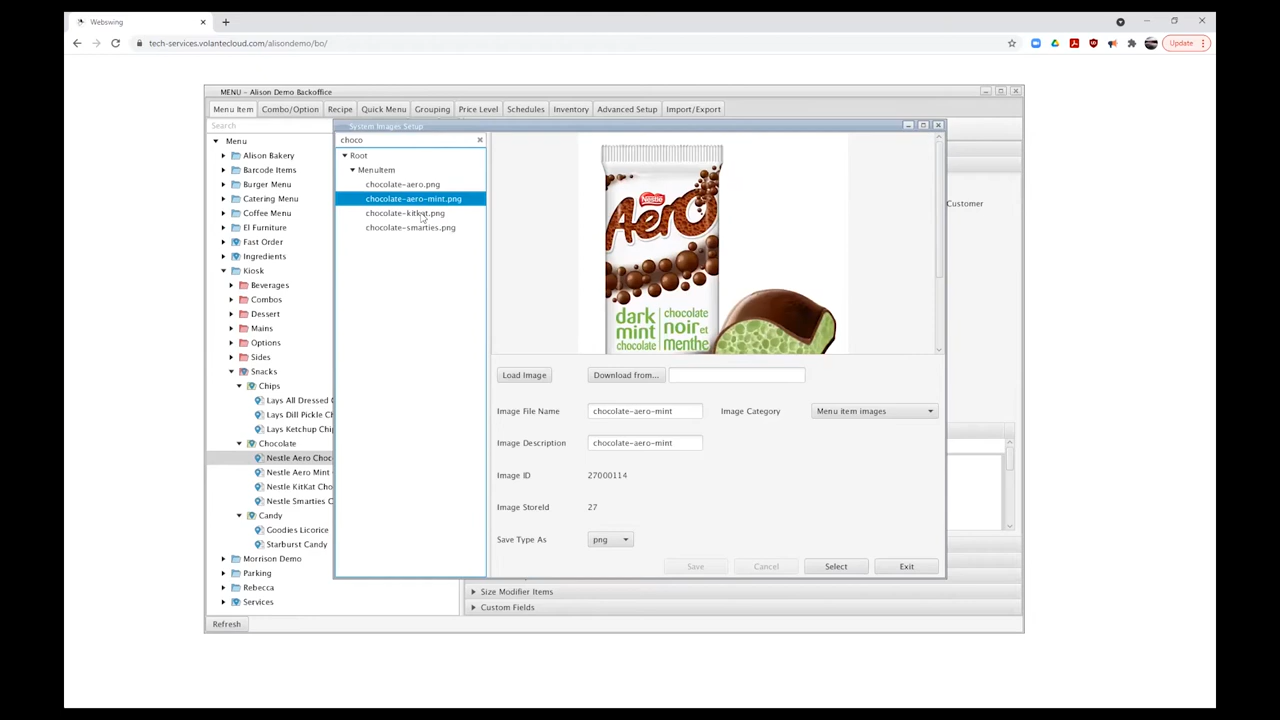 Webswing
tech-services.volantecloud.com/alisondemo/bo/
Update
MENU - Alison Demo Backoffice
Menu Item
Combo/Option
Recipe
Quick Menu
Grouping
Price Level
Schedules
Inventory
Advanced Setup
Import/Export
Search
Menu
Alison Bakery
Barcode Items
Burger Menu
Catering Menu
Coffee Menu
El Furniture
Fast Order
Ingredients
Kiosk
Beverages
Combos
Dessert
Mains
Options
Sides
Snacks
Chips
Lays All Dressed
Lays Dill Pickle C
Lays Ketchup Chi
Chocolate
Nestle Aero Choc
Nestle Aero Mint
Nestle KitKat Cho
Nestle Smarties C
Candy
Goodies Licorice
Starburst Candy
Morrison Demo
Parking
Rebecca
Services
Refresh
System Images Setup
choco
Root
MenuItem
chocolate-aero.png
chocolate-aero-mint.png
chocolate-kitkat.png
chocolate-smarties.png
Nestle
Aero
dark mint chocolate
chocolate noir et menthe
Load Image
Download from...
Image File Name
chocolate-aero-mint
Image Category
Menu item images
Image Description
chocolate-aero-mint
Image ID
27000114
Image StoreId
27
Save Type As
png
Save
Cancel
Select
Exit
Customer
Size Modifier Items
Custom Fields